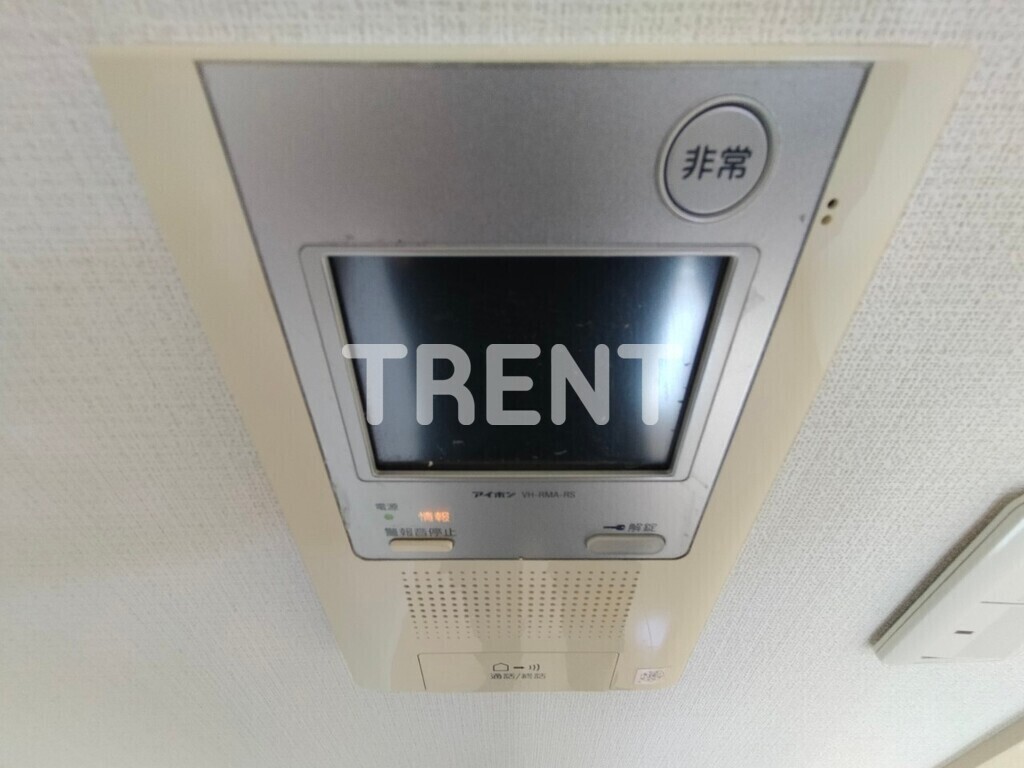 非常
TRENT
アイホン VH-RMA-RS
電源 情報
警報音停止
解錠
通話/終話